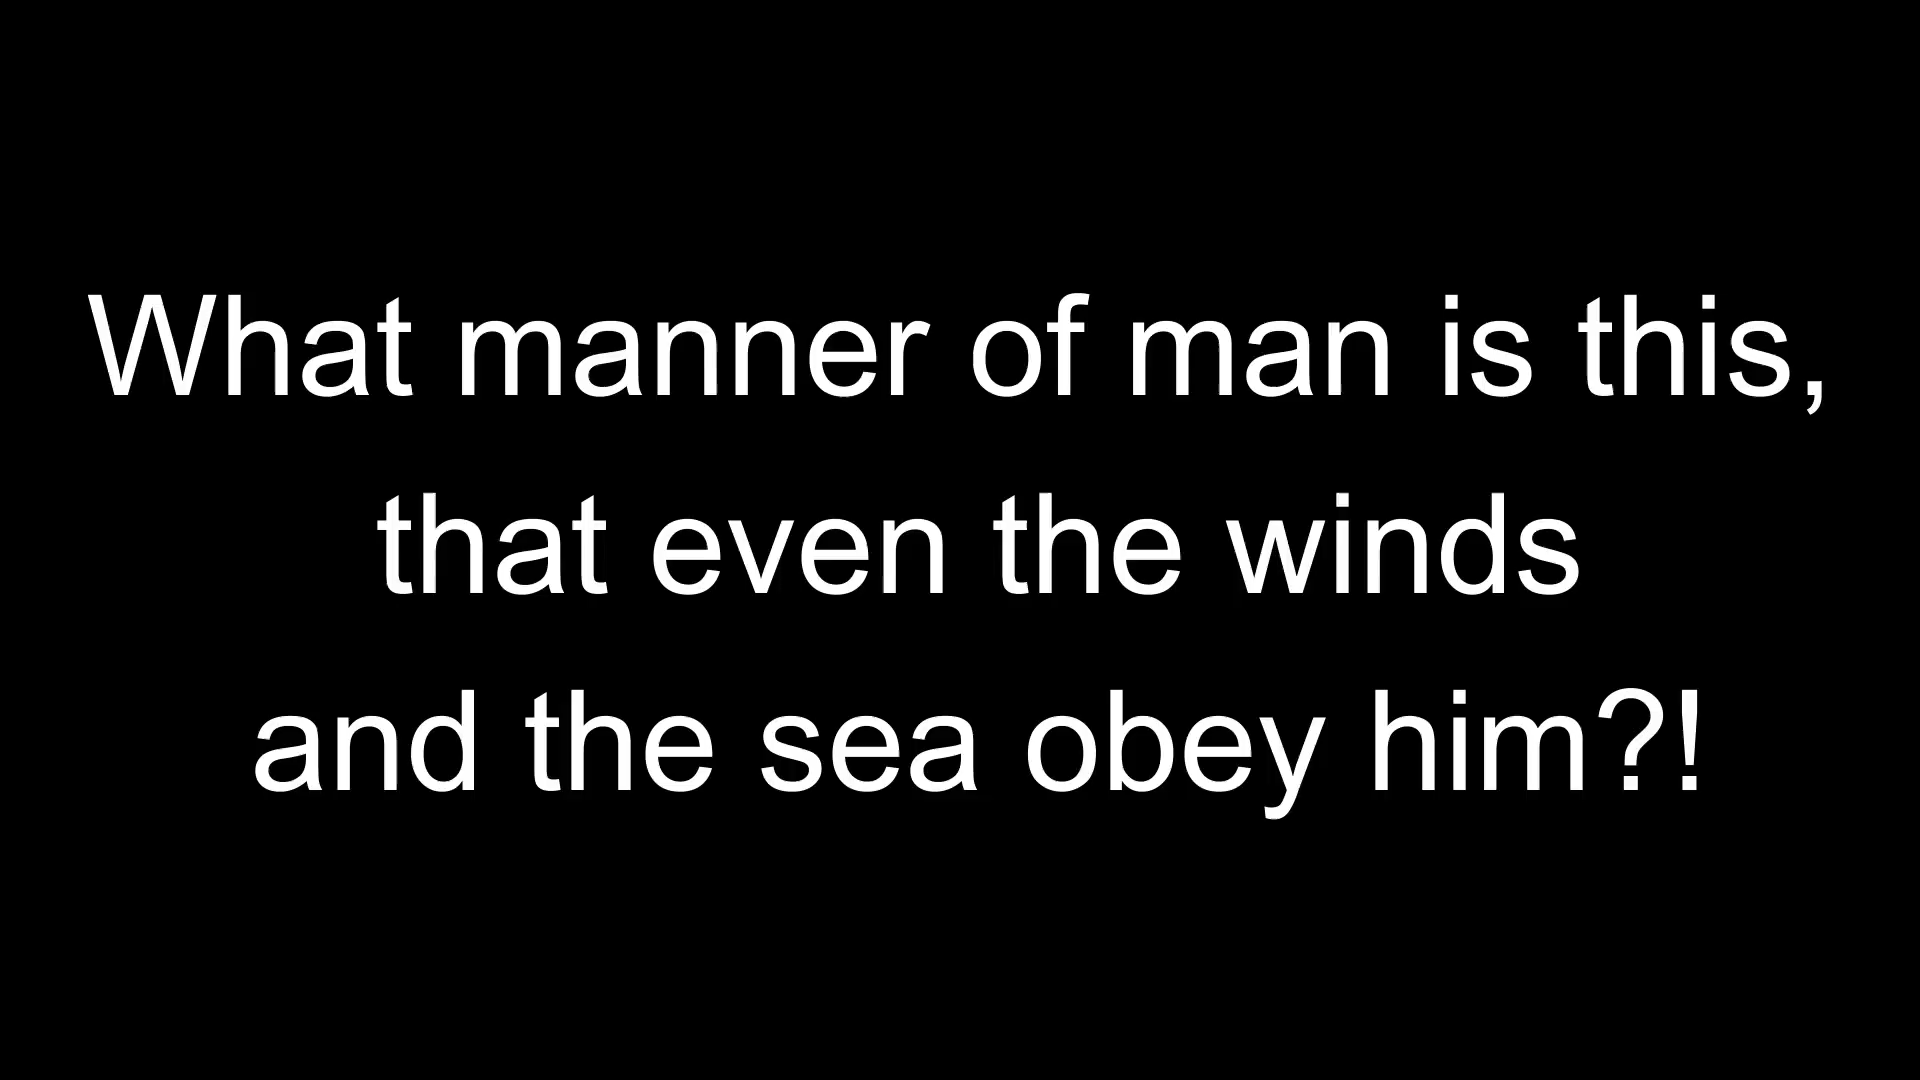 What manner of man is this,
that even the winds
and the sea obey him?!